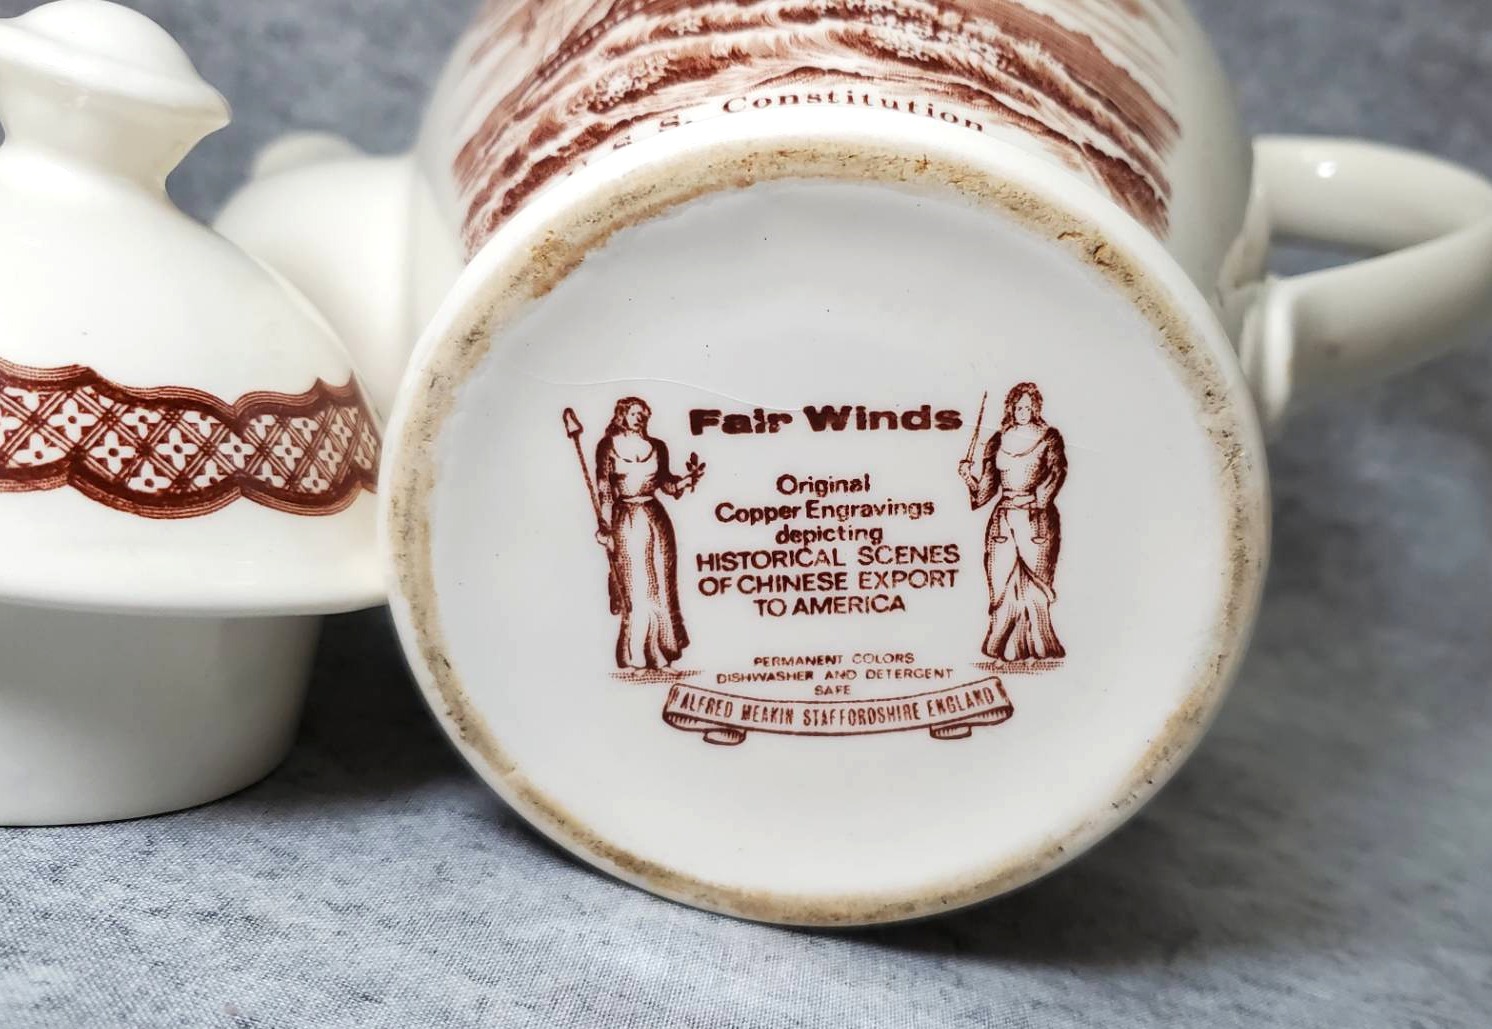 S. Constitution
Fair Winds
Original
Copper Engravings
depicting
HISTORICAL SCENES
OF CHINESE EXPORT
TO AMERICA
PERMANENT COLORS
DISHWASHER AND DETERGENT
SAFE
ALFRED MEAKIN STAFFORDSHIRE ENGLAND